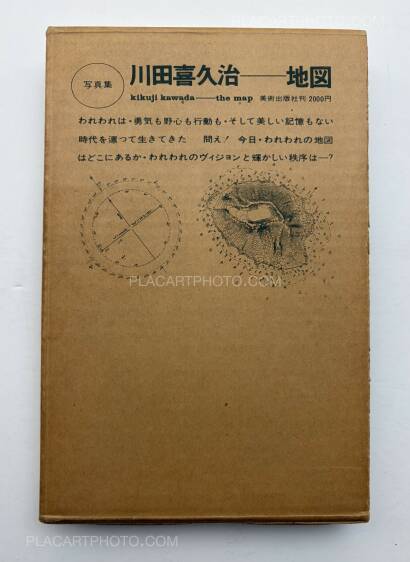 PLACARTPHOTO.COM
写真集
川田喜久治——地図
kikuji kawada——the map 美術出版社刊 2000円
われわれは・勇気も野心も行動も・そして美しい記憶もない
時代を遡って生きてきた 問え! 今日・われわれの地図
はどこにあるか・われわれのヴィジョンと輝かしい秩序は—?
PLACARTPHOTO.COM
PLACARTPHOTO.COM